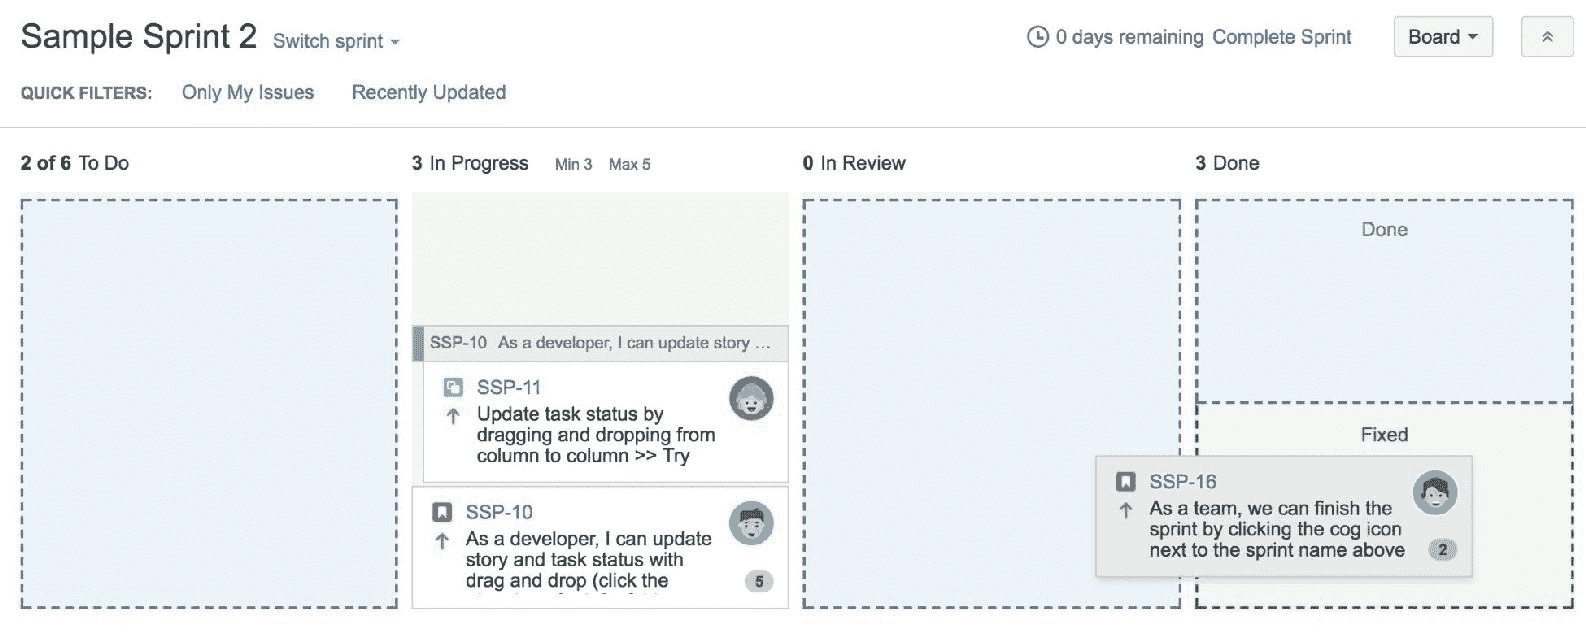 Sample Sprint 2 Switch sprint 0 days remaining Complete Sprint Board
QUICK FILTERS: Only My Issues Recently Updated
2 of 6 To Do 3 In Progress Min 3 Max 5 0 In Review 3 Done
SSP-10 As a developer, I can update story ...
SSP-11
Update task status by
dragging and dropping from
column to column >> Try
SSP-10
As a developer, I can update
story and task status with
drag and drop (click the
5
Done
Fixed
SSP-16
As a team, we can finish the
sprint by clicking the cog icon
next to the sprint name above
2